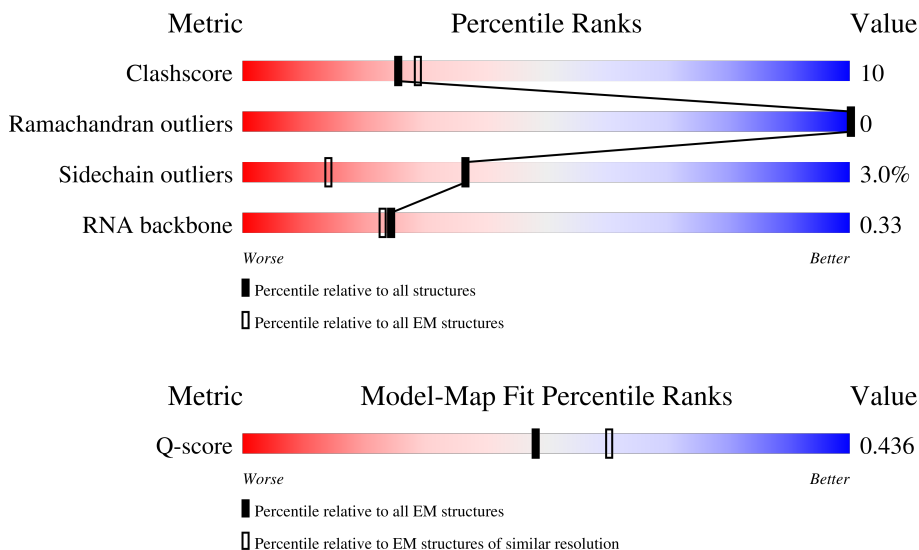 Metric Percentile Ranks Value
Clashscore 10
Ramachandran outliers 0
Sidechain outliers 3.0%
RNA backbone 0.33
Worse Better
Percentile relative to all structures
Percentile relative to all EM structures
Metric Model-Map Fit Percentile Ranks Value
Q-score 0.436
Worse Better
Percentile relative to all EM structures
Percentile relative to EM structures of similar resolution